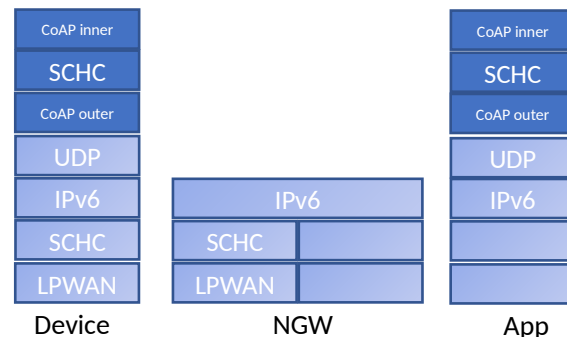 CoAP inner
SCHC
CoAP outer
UDP
IPv6
SCHC
LPWAN
Device
IPv6
SCHC
LPWAN
NGW
CoAP inner
SCHC
CoAP outer
UDP
IPv6
App